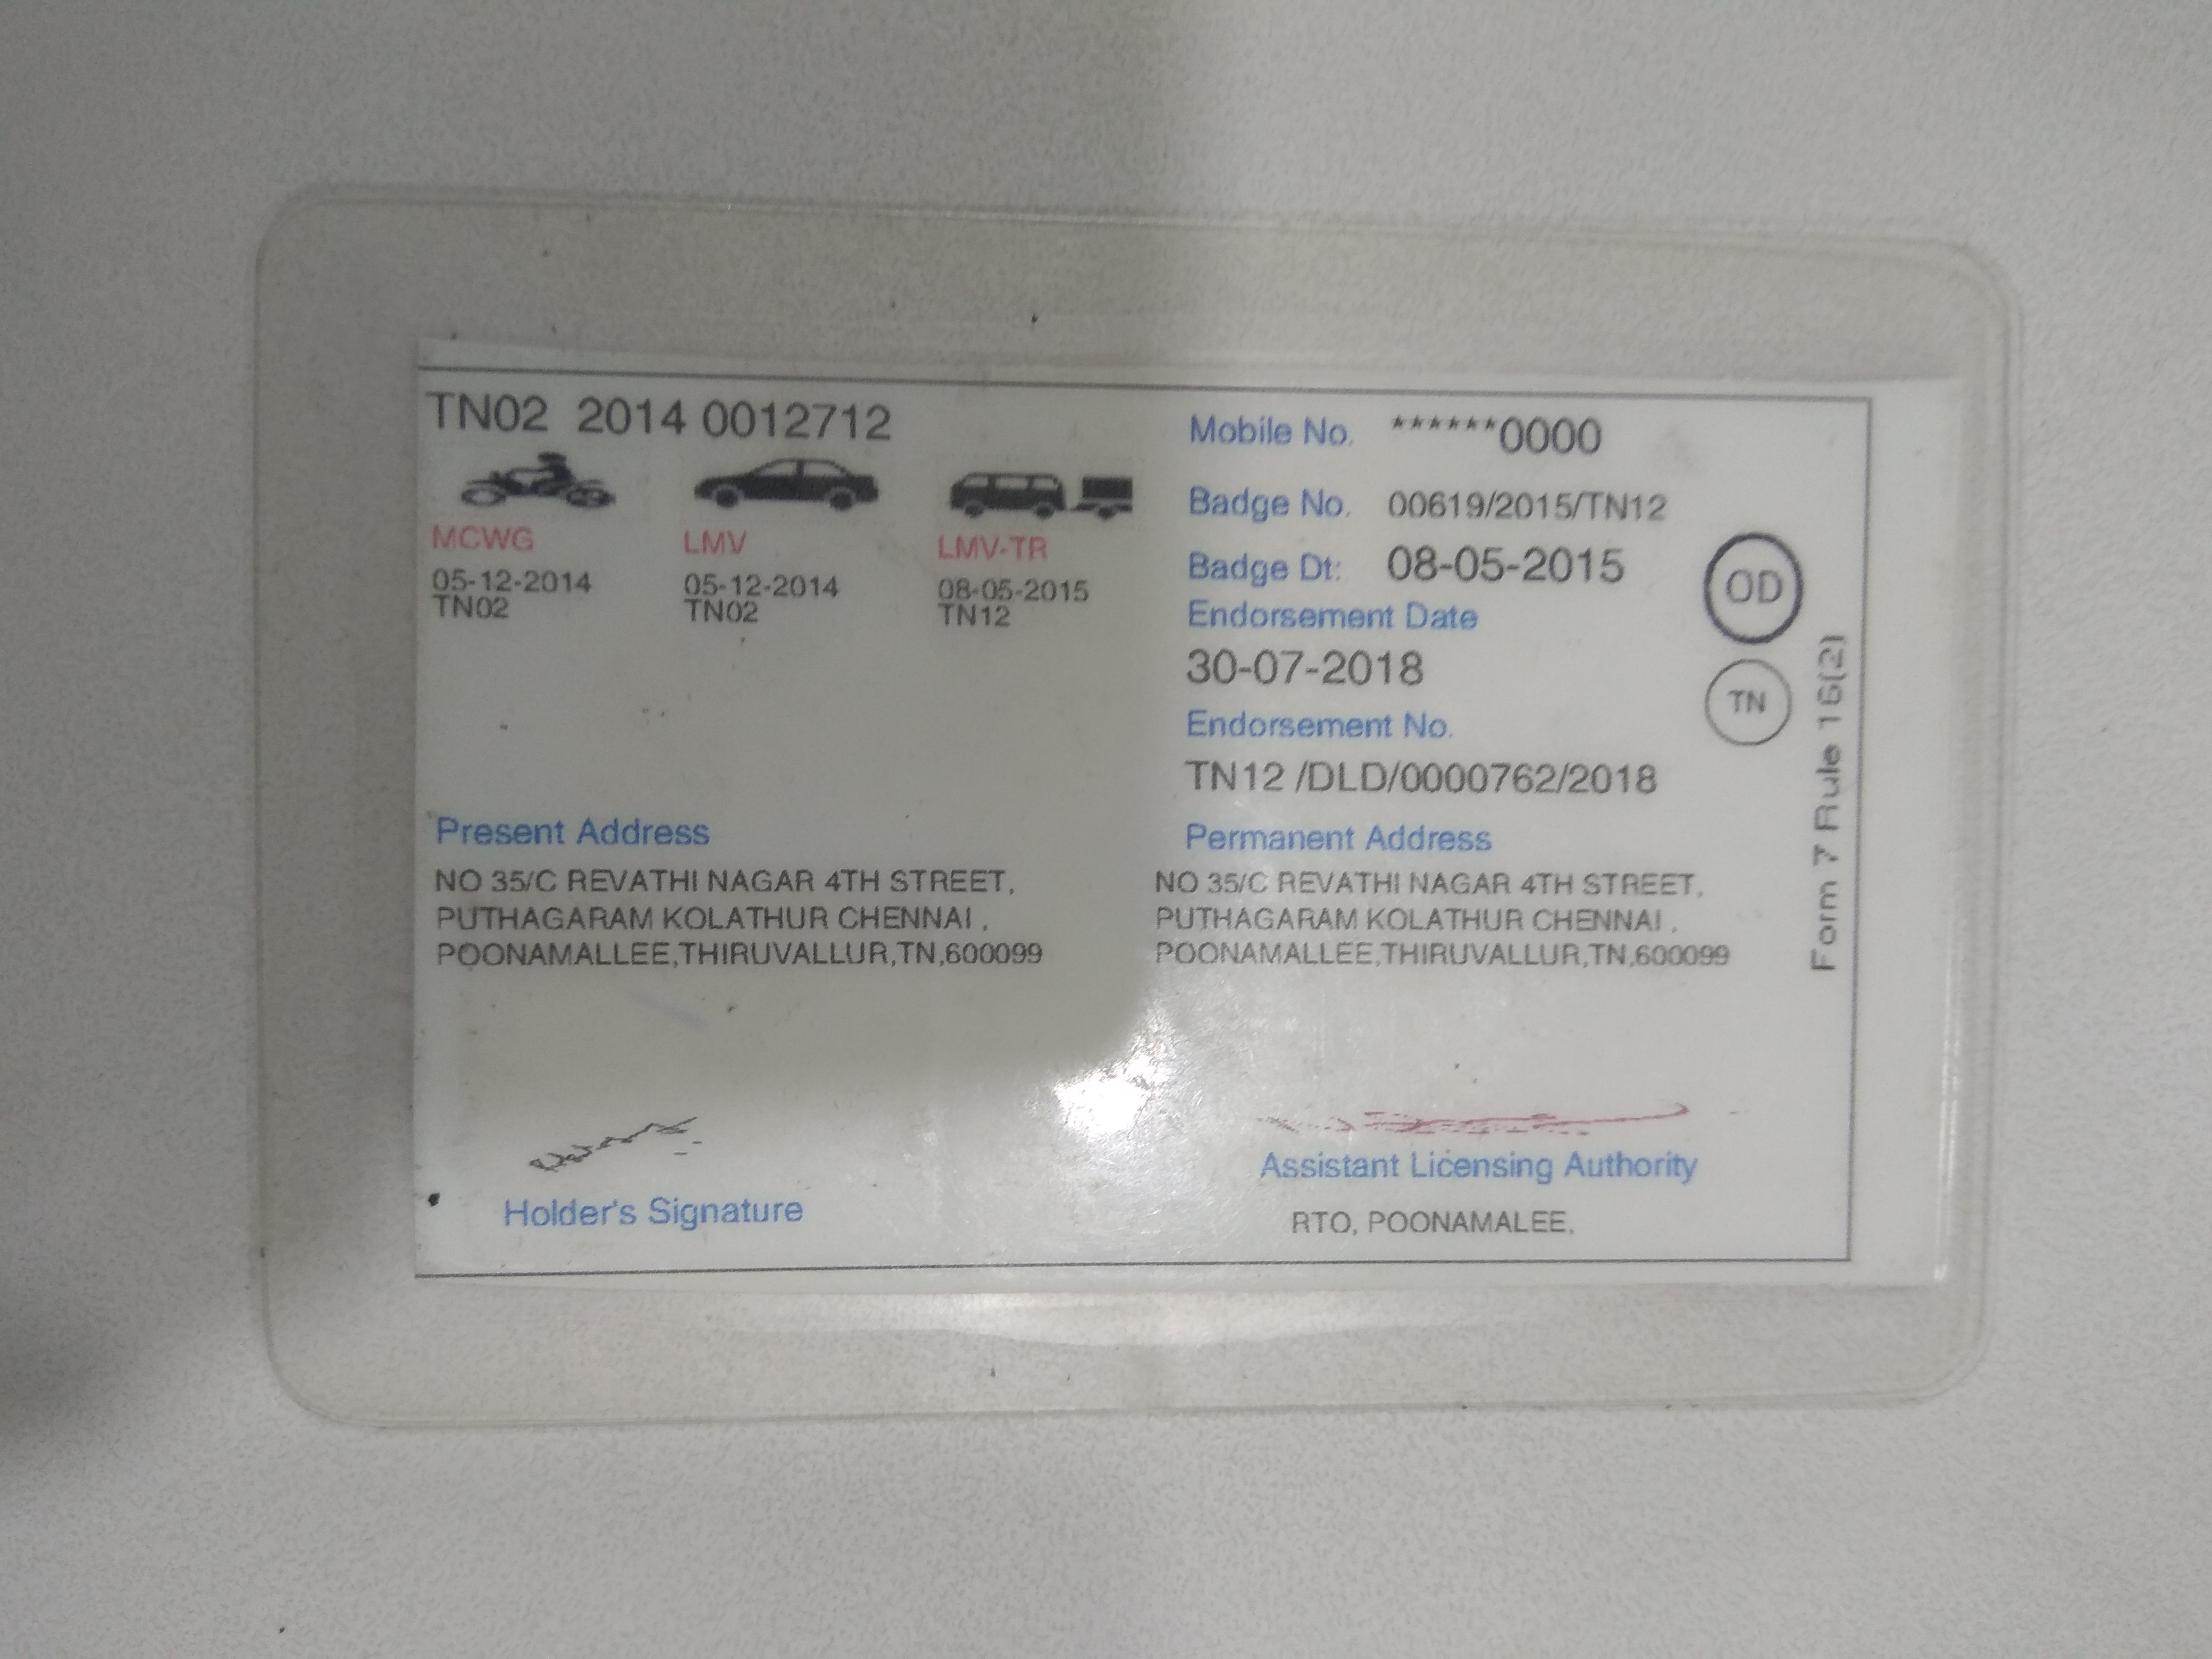 TN02 2014 0012712
MCWG LMV LMV-TR
05-12-2014 05-12-2014 08-05-2015
TN02 TN02 TN12
Mobile No. ******0000
Badge No. 00619/2015/TN12
Badge Dt: 08-05-2015
Endorsement Date
30-07-2018
Endorsement No.
TN12 /DLD/0000762/2018
OD
TN
Form 7 Rule 16(2)
Present Address
NO 35/C REVATHI NAGAR 4TH STREET,
PUTHAGARAM KOLATHUR CHENNAI ,
POONAMALLEE,THIRUVALLUR,TN,600099
Permanent Address
NO 35/C REVATHI NAGAR 4TH STREET,
PUTHAGARAM KOLATHUR CHENNAI ,
POONAMALLEE,THIRUVALLUR,TN,600099
Holder's Signature
Assistant Licensing Authority
RTO, POONAMALEE,